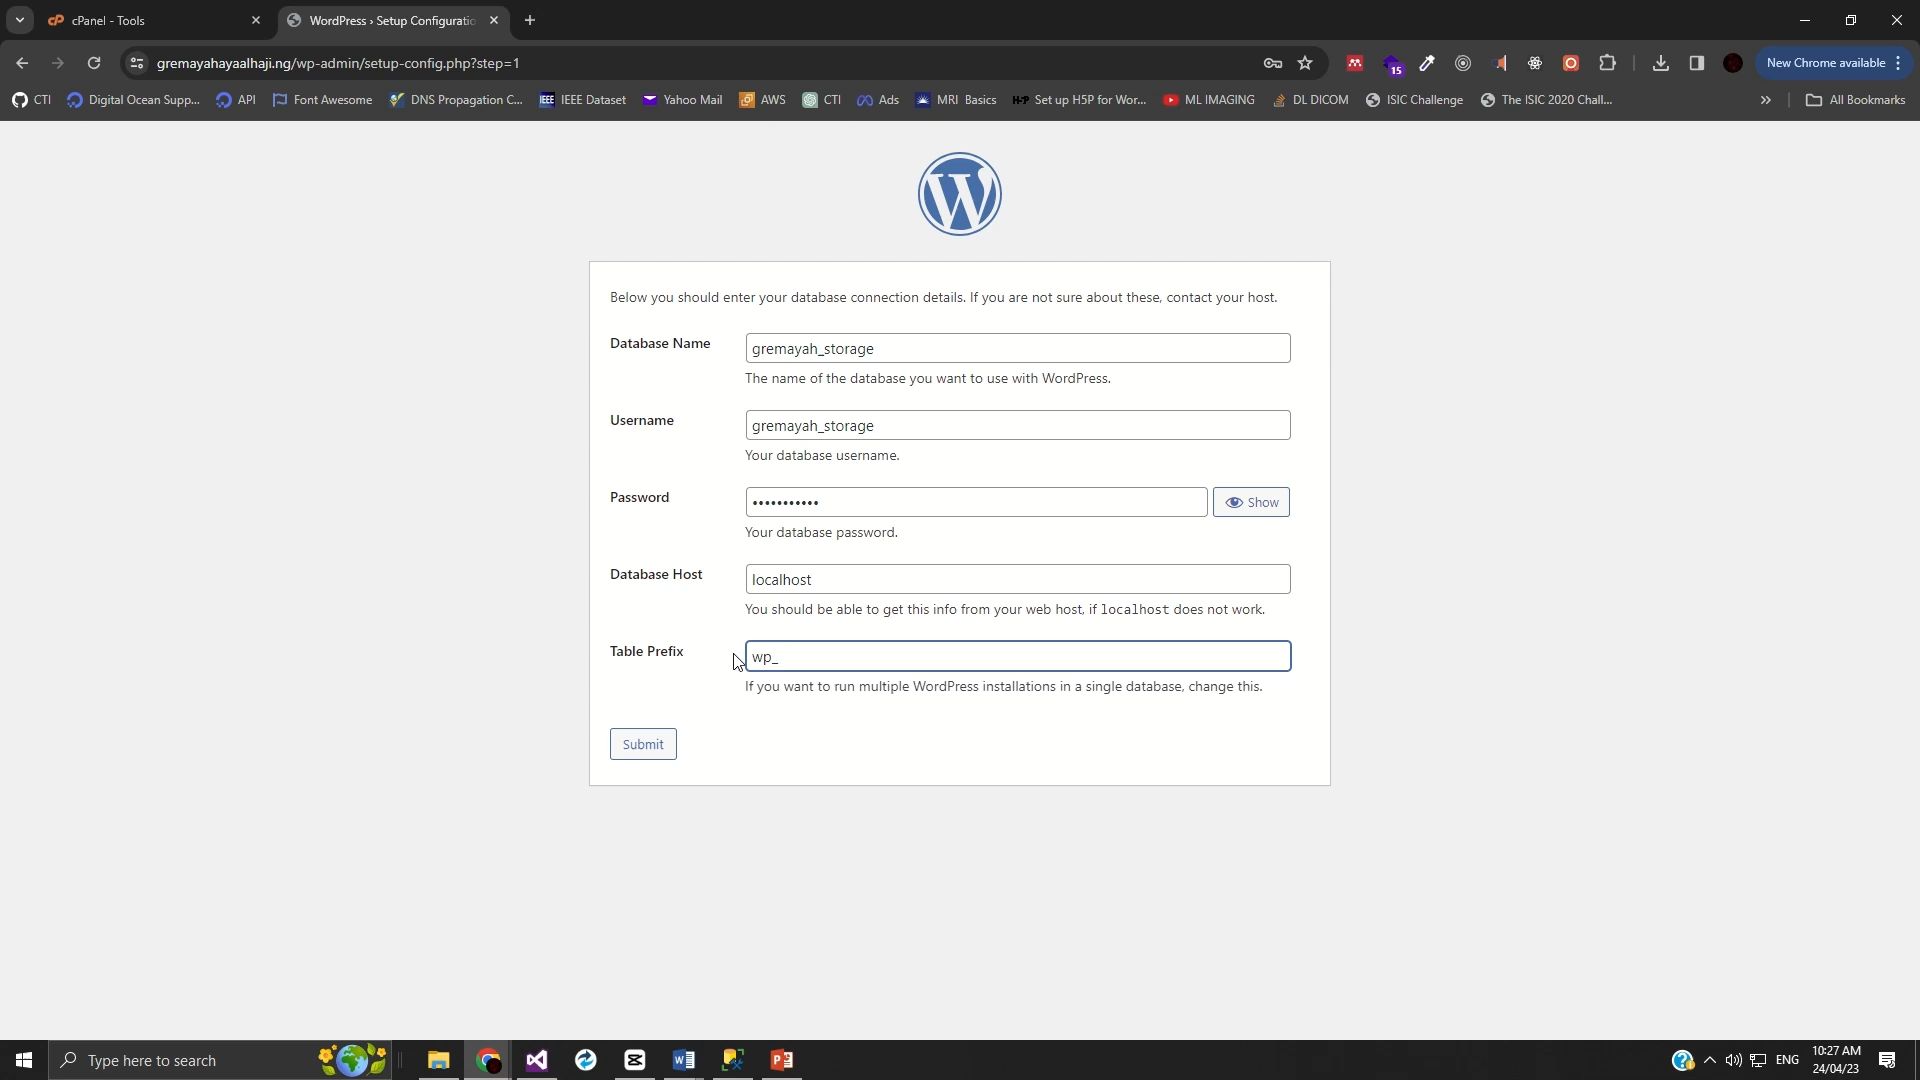 cPanel - Tools
WordPress › Setup Configuratio
gremayahayaalhaji.ng/wp-admin/setup-config.php?step=1
15
New Chrome available
CTI
Digital Ocean Supp...
API
Font Awesome
DNS Propagation C...
IEEE
IEEE Dataset
Yahoo Mail
AWS
CTI
Ads
MRI Basics
H-P
Set up H5P for Wor...
ML IMAGING
DL DICOM
ISIC Challenge
The ISIC 2020 Chall...
»
All Bookmarks
W
Below you should enter your database connection details. If you are not sure about these, contact your host.
Database Name
gremayah_storage
The name of the database you want to use with WordPress.
Username
gremayah_storage
Your database username.
Password
•••••••••••
Show
Your database password.
Database Host
localhost
You should be able to get this info from your web host, if localhost does not work.
Table Prefix
wp_
If you want to run multiple WordPress installations in a single database, change this.
Submit
Type here to search
ENG
10:27 AM
24/04/23